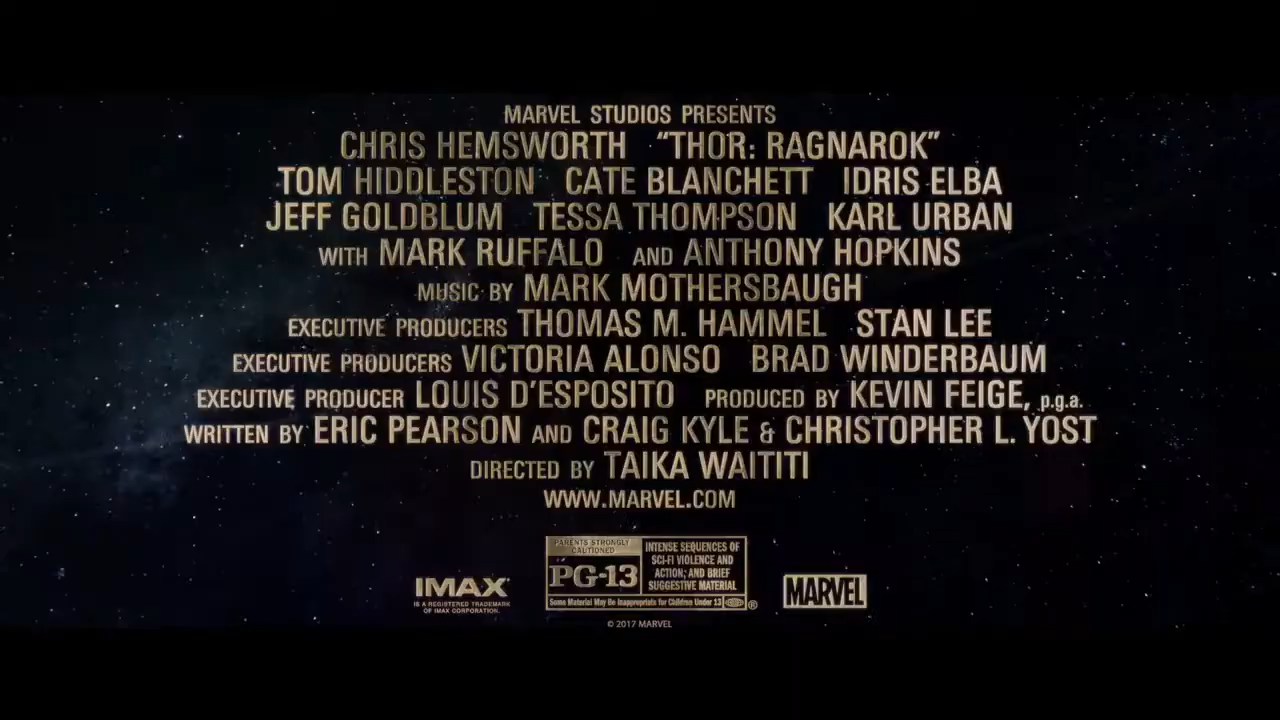 MARVEL STUDIOS PRESENTS
CHRIS HEMSWORTH "THOR: RAGNAROK"
TOM HIDDLESTON CATE BLANCHETT IDRIS ELBA
JEFF GOLDBLUM TESSA THOMPSON KARL URBAN
WITH MARK RUFFALO AND ANTHONY HOPKINS
MUSIC BY MARK MOTHERSBAUGH
EXECUTIVE PRODUCERS THOMAS M. HAMMEL STAN LEE
EXECUTIVE PRODUCERS VICTORIA ALONSO BRAD WINDERBAUM
EXECUTIVE PRODUCER LOUIS D'ESPOSITO PRODUCED BY KEVIN FEIGE, p.g.a.
WRITTEN BY ERIC PEARSON AND CRAIG KYLE & CHRISTOPHER L. YOST
DIRECTED BY TAIKA WAITITI
WWW.MARVEL.COM
IMAX®
IS A REGISTERED TRADEMARK
OF IMAX CORPORATION.
PARENTS STRONGLY
CAUTIONED
PG-13
INTENSE SEQUENCES OF
SCI-FI VIOLENCE AND
ACTION; AND BRIEF
SUGGESTIVE MATERIAL
Some Material May Be Inappropriate for Children Under 13 ®
MARVEL
© 2017 MARVEL